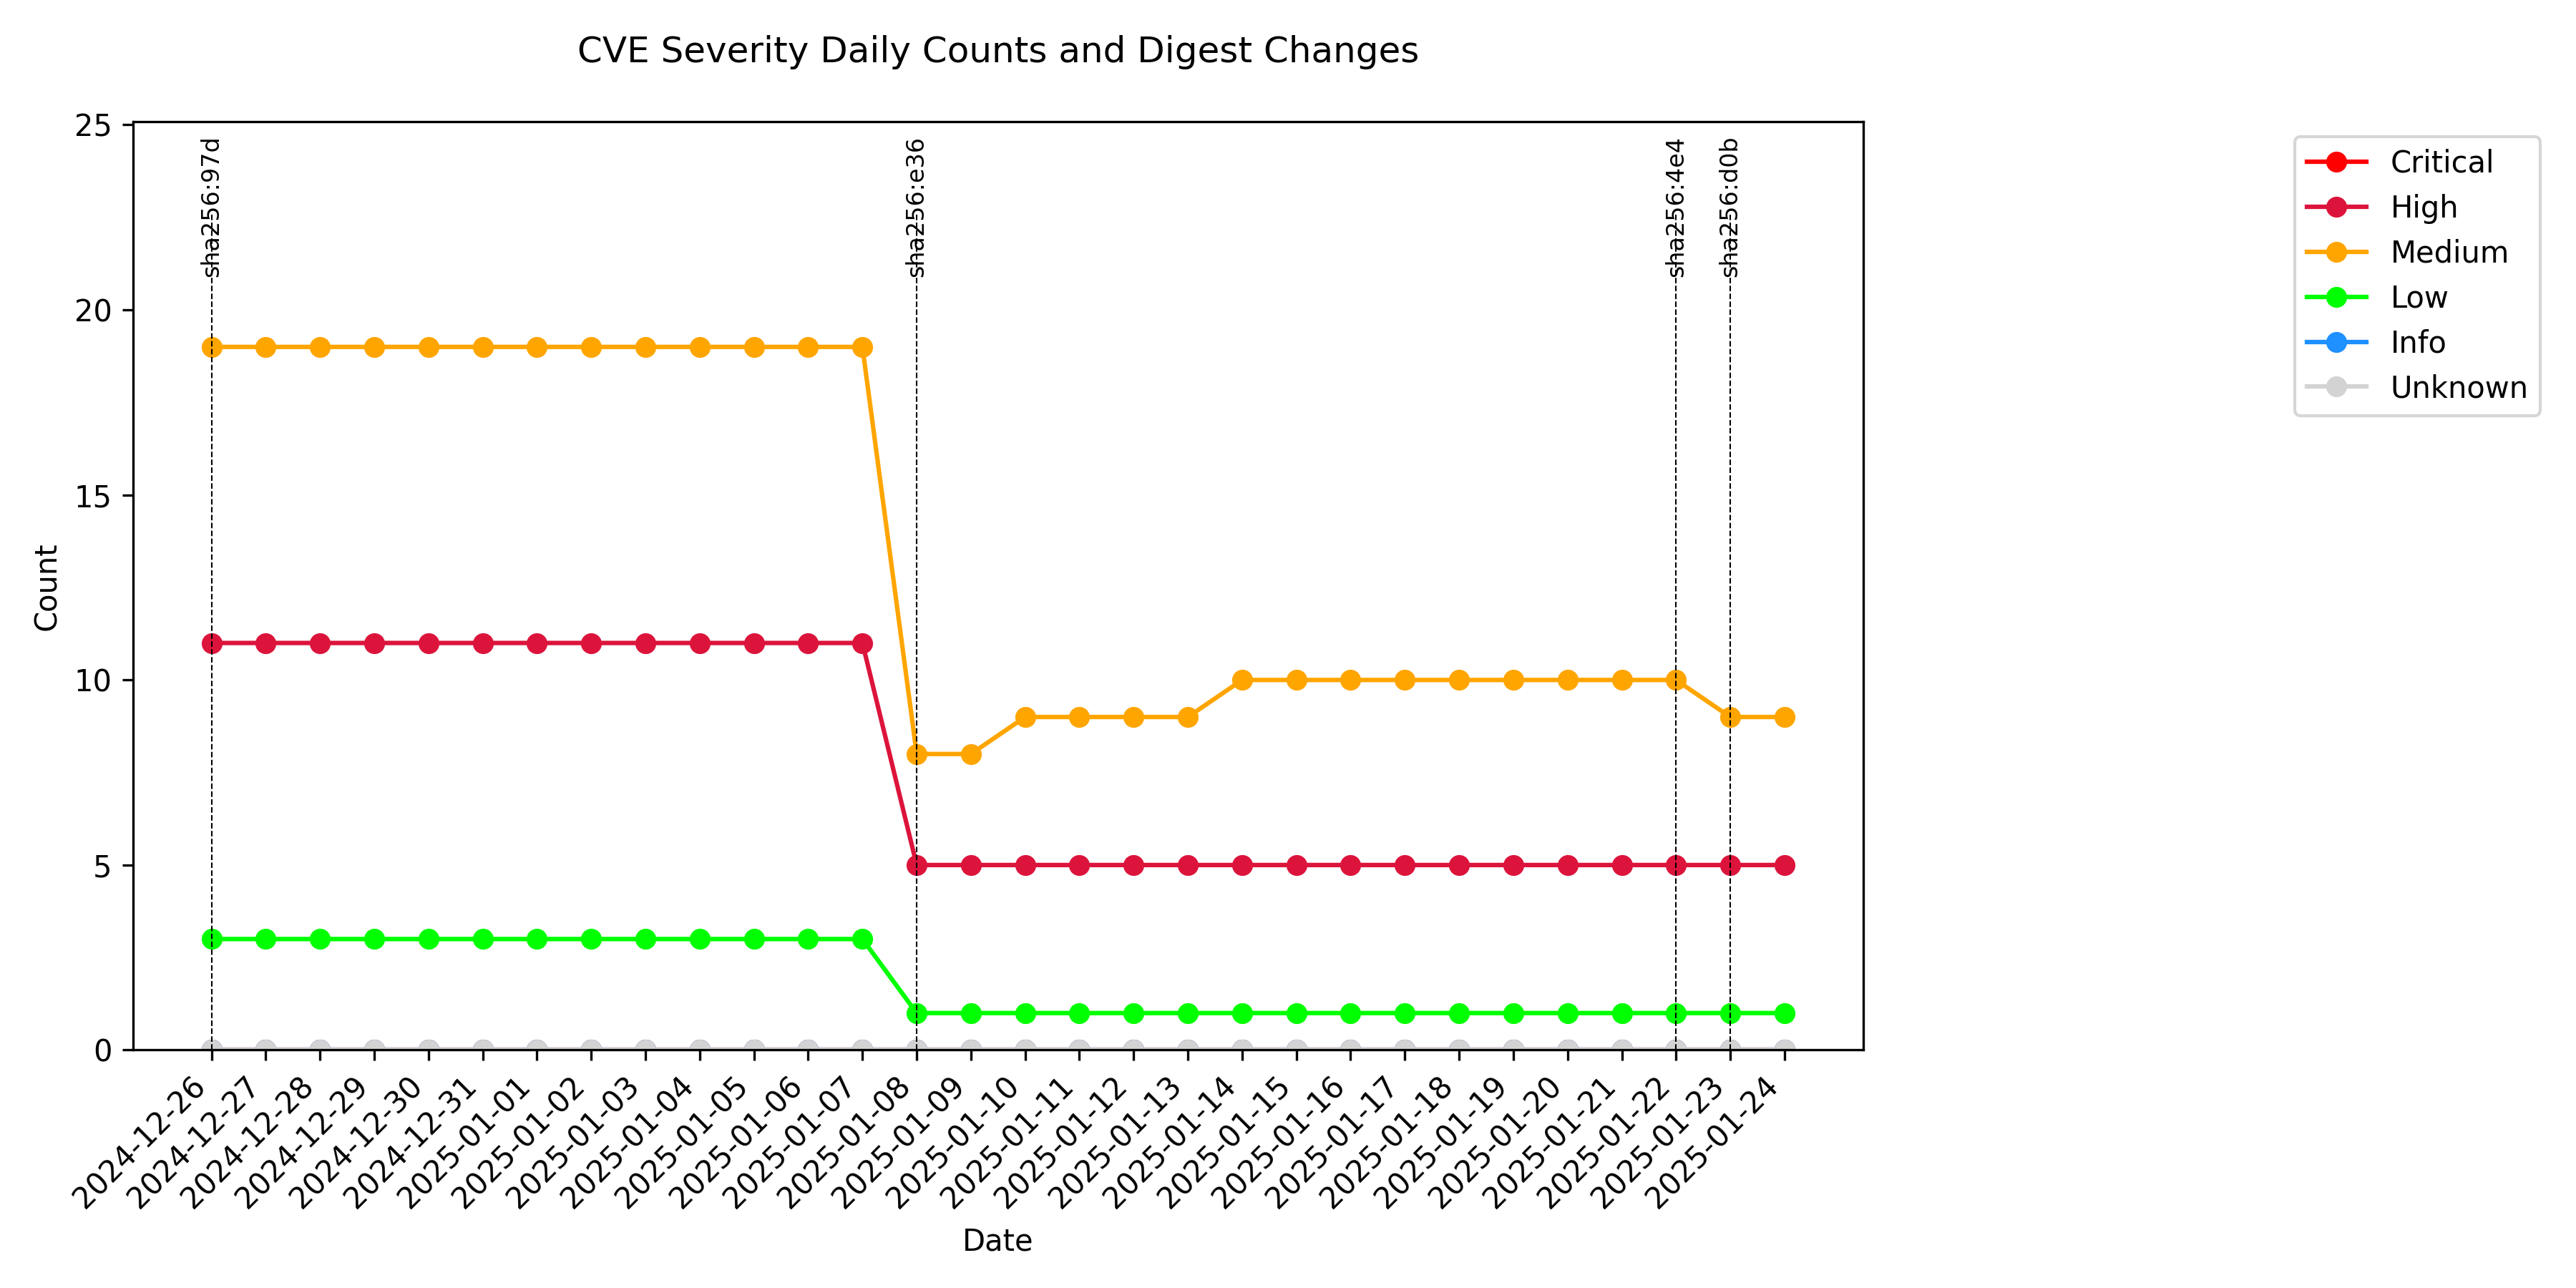 CVE Severity Daily Counts and Digest Changes
25
20
15
10
5
0
Count
sha256:97d
sha256:e36
sha256:4e4
sha256:d0b
Critical
High
Medium
Low
Info
Unknown
2024-12-26
2024-12-27
2024-12-28
2024-12-29
2024-12-30
2024-12-31
2025-01-01
2025-01-02
2025-01-03
2025-01-04
2025-01-05
2025-01-06
2025-01-07
2025-01-08
2025-01-09
2025-01-10
2025-01-11
2025-01-12
2025-01-13
2025-01-14
2025-01-15
2025-01-16
2025-01-17
2025-01-18
2025-01-19
2025-01-20
2025-01-21
2025-01-22
2025-01-23
2025-01-24
Date